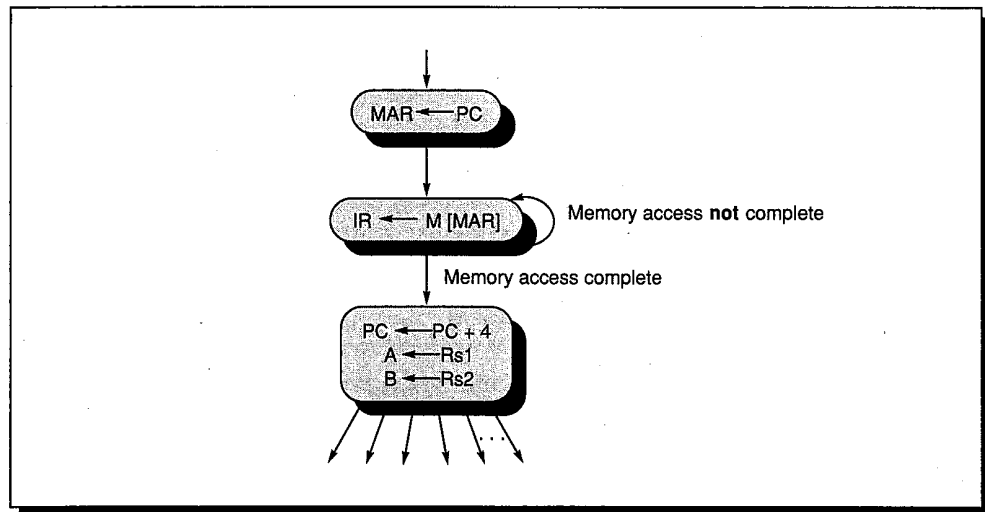 MAR ← PC
IR ← M [MAR]
Memory access not complete
Memory access complete
PC ← PC + 4
A ← Rs1
B ← Rs2
...